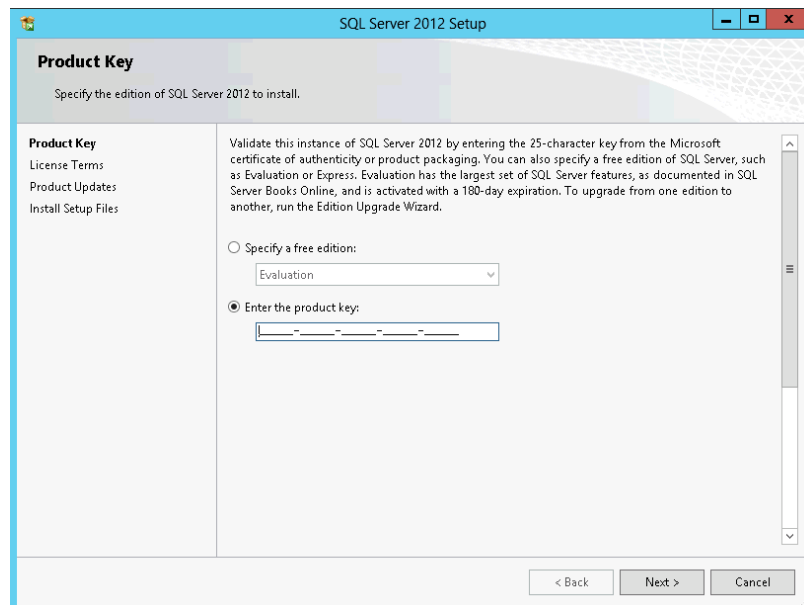 SQL Server 2012 Setup
Product Key
Specify the edition of SQL Server 2012 to install.
Product Key
License Terms
Product Updates
Install Setup Files
Validate this instance of SQL Server 2012 by entering the 25-character key from the Microsoft
certificate of authenticity or product packaging. You can also specify a free edition of SQL Server, such
as Evaluation or Express. Evaluation has the largest set of SQL Server features, as documented in SQL
Server Books Online, and is activated with a 180-day expiration. To upgrade from one edition to
another, run the Edition Upgrade Wizard.
Specify a free edition:
Evaluation
Enter the product key:
_____-_____-_____-_____-_____
< Back Next > Cancel